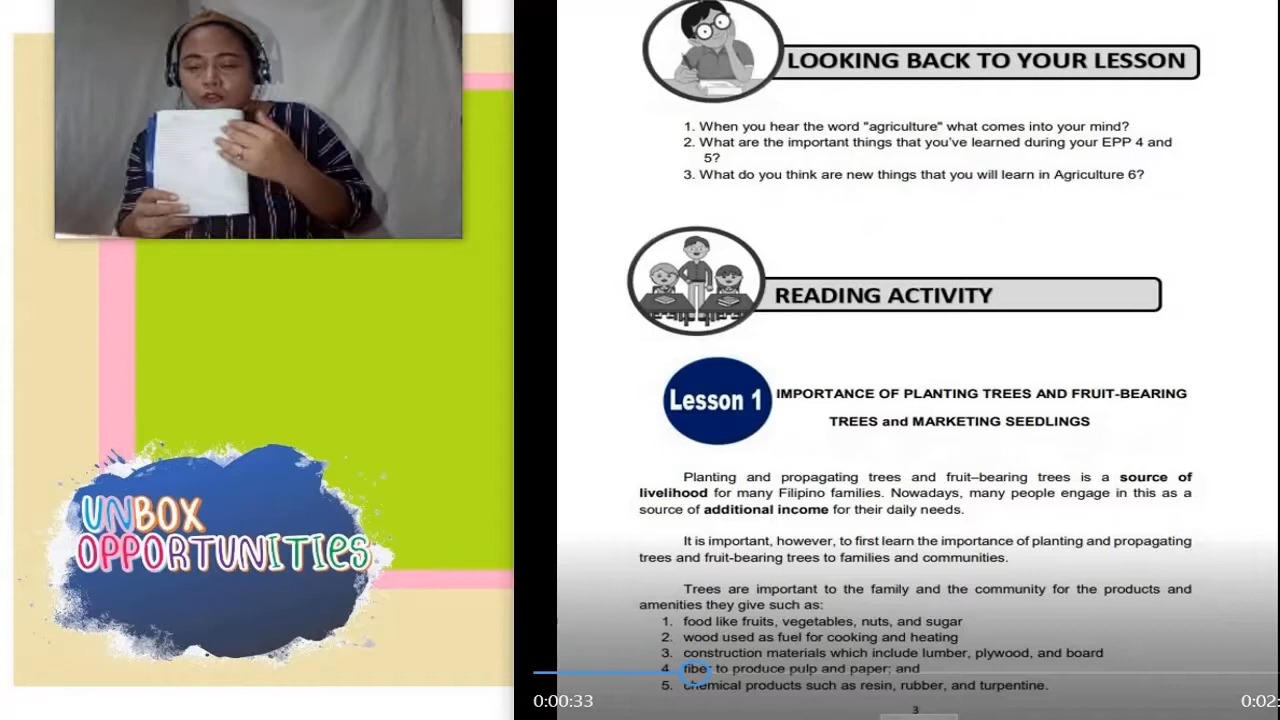 LOOKING BACK TO YOUR LESSON
1. When you hear the word "agriculture" what comes into your mind?
2. What are the important things that you've learned during your EPP 4 and
5?
3. What do you think are new things that you will learn in Agriculture 6?
READING ACTIVITY
Lesson 1
IMPORTANCE OF PLANTING TREES AND FRUIT-BEARING
TREES and MARKETING SEEDLINGS
Planting and propagating trees and fruit–bearing trees is a source of
livelihood for many Filipino families. Nowadays, many people engage in this as a
source of additional income for their daily needs.
It is important, however, to first learn the importance of planting and propagating
trees and fruit-bearing trees to families and communities.
Trees are important to the family and the community for the products and
amenities they give such as:
1. food like fruits, vegetables, nuts, and sugar
2. wood used as fuel for cooking and heating
3. construction materials which include lumber, plywood, and board
4. fiber to produce pulp and paper; and
5. chemical products such as resin, rubber, and turpentine.
3
0:00:33
0:02:
UNBOX
OPPORTUNITIES